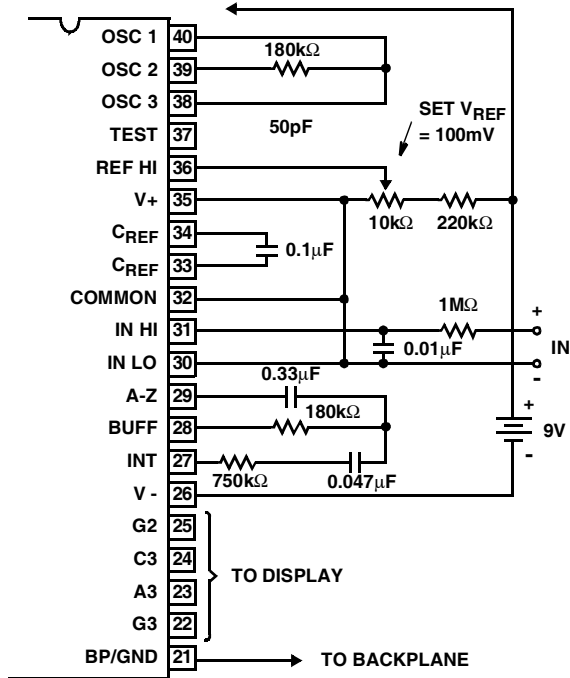 OSC 1 40
180kΩ
OSC 2 39
OSC 3 38
SET VREF
= 100mV
TEST 37
50pF
REF HI 36
V+ 35
10kΩ 220kΩ
CREF 34
0.1µF
CREF 33
COMMON 32
1MΩ
+
IN HI 31
IN
0.01µF
IN LO 30
-
0.33µF
A-Z 29
180kΩ
+
BUFF 28
9V
-
INT 27
750kΩ 0.047µF
V - 26
G2 25
C3 24
TO DISPLAY
A3 23
G3 22
BP/GND 21
TO BACKPLANE